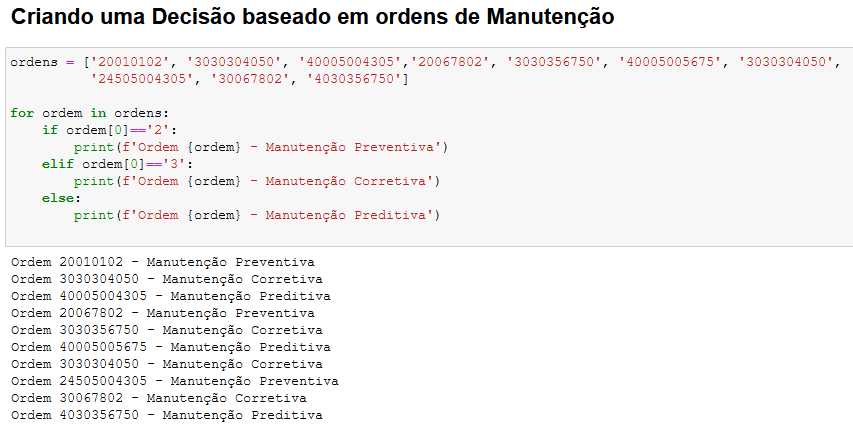 Criando uma Decisão baseado em ordens de Manutenção
ordens = ['20010102', '3030304050', '40005004305','20067802', '3030356750', '40005005675', '3030304050',
'24505004305', '30067802', '4030356750']
for ordem in ordens:
if ordem[0]=='2':
print(f'Ordem {ordem} - Manutenção Preventiva')
elif ordem[0]=='3':
print(f'Ordem {ordem} - Manutenção Corretiva')
else:
print(f'Ordem {ordem} - Manutenção Preditiva')
Ordem 20010102 - Manutenção Preventiva
Ordem 3030304050 - Manutenção Corretiva
Ordem 40005004305 - Manutenção Preditiva
Ordem 20067802 - Manutenção Preventiva
Ordem 3030356750 - Manutenção Corretiva
Ordem 40005005675 - Manutenção Preditiva
Ordem 3030304050 - Manutenção Corretiva
Ordem 24505004305 - Manutenção Preventiva
Ordem 30067802 - Manutenção Corretiva
Ordem 4030356750 - Manutenção Preditiva